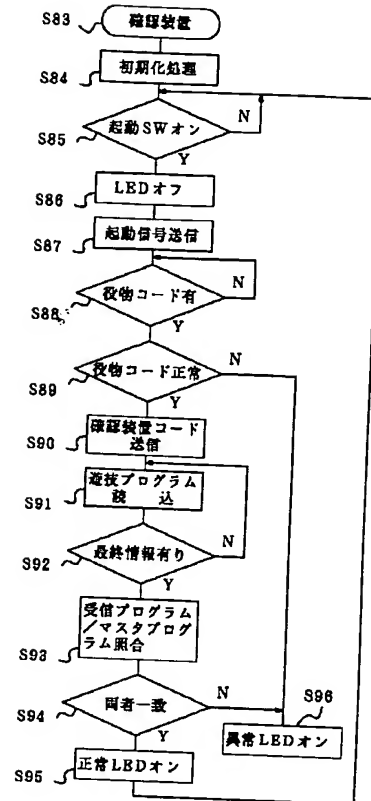 S83
確認装置
S84
初期化処理
S85
起動SWオン
N
Y
S86
LEDオフ
S87
起動信号送信
S88
役物コード有
N
Y
S89
役物コード正常
N
Y
S90
確認装置コード
送信
S91
遊技プログラム
読　込
S92
最終情報有り
N
Y
S93
受信プログラム
／マスタプログ
ラム照合
S94
両者一致
N
Y
S96
異常LEDオン
S95
正常LEDオン